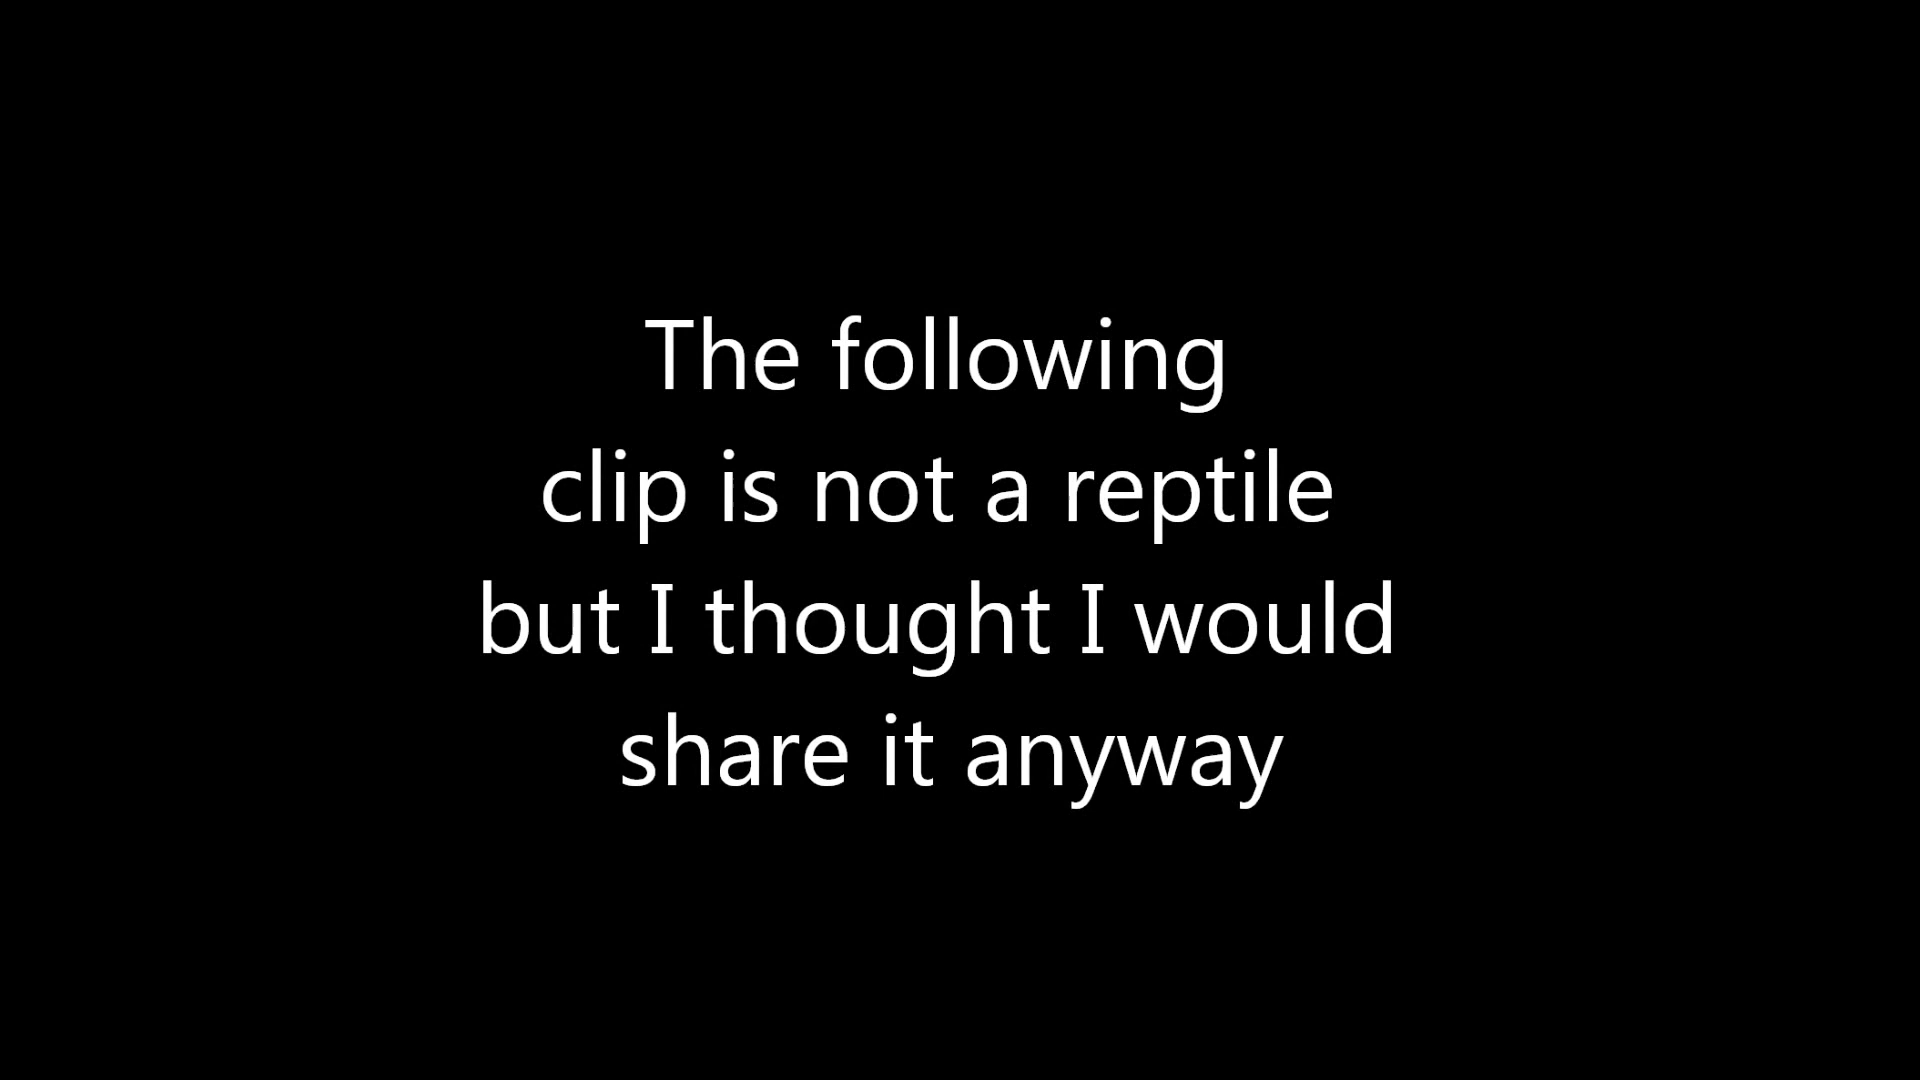 The following
clip is not a reptile
but I thought I would
share it anyway